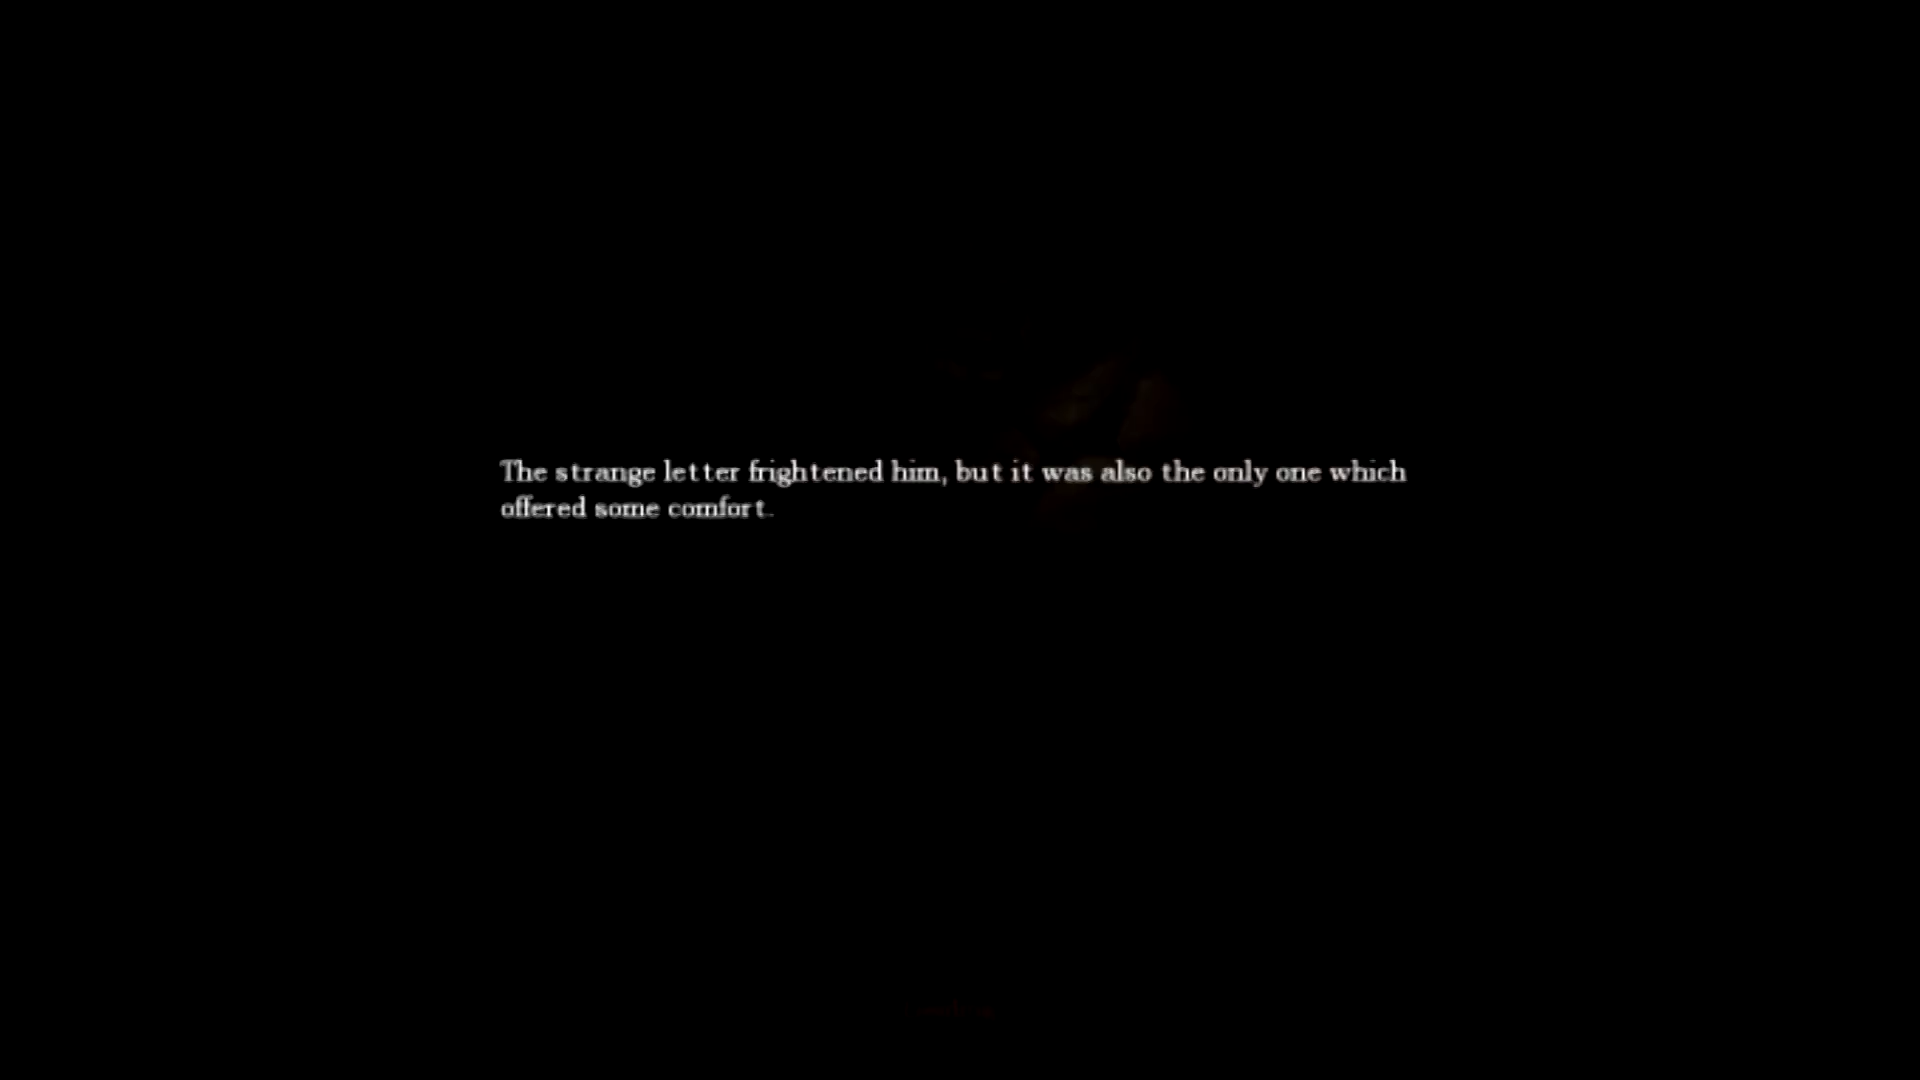 The strange letter frightened him, but it was also the only one which
offered some comfort.